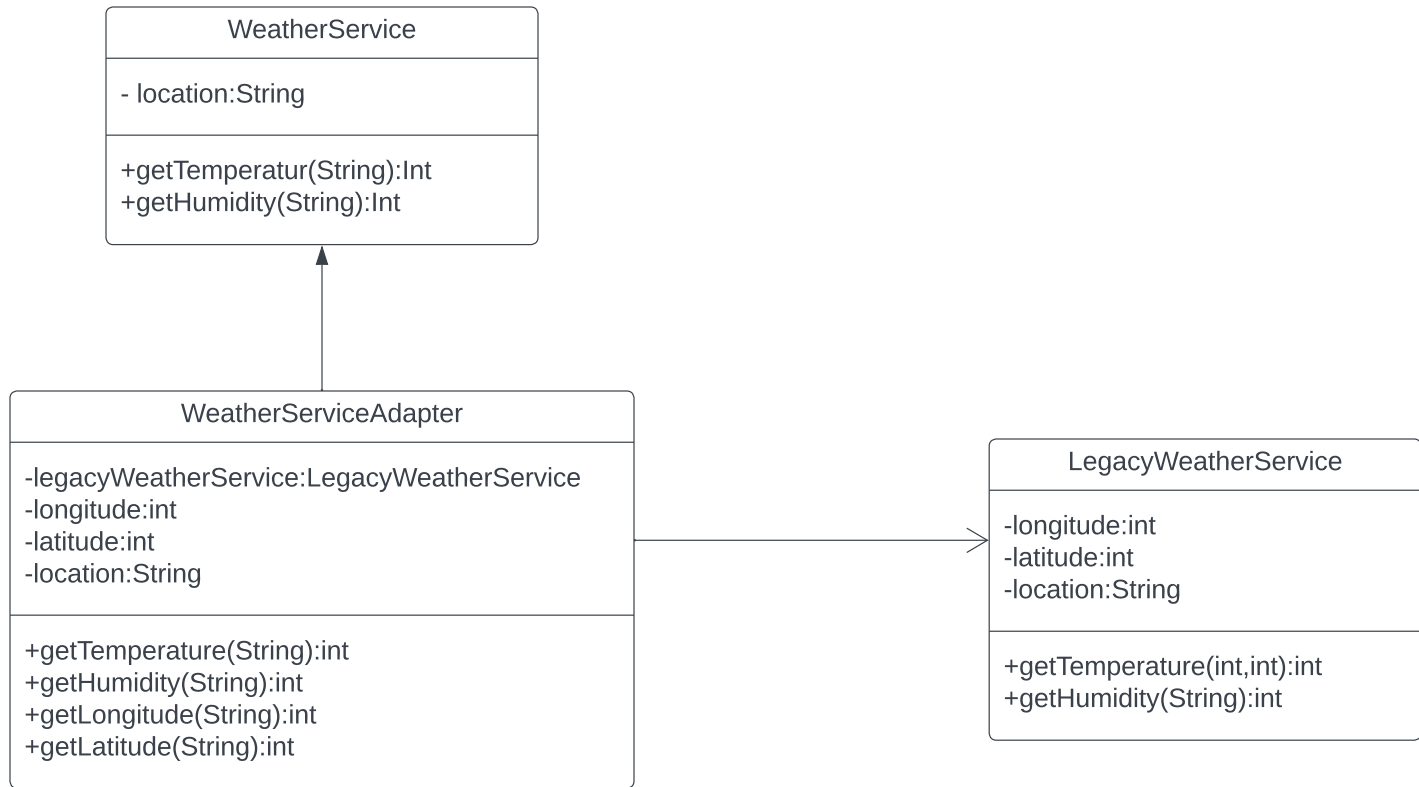 WeatherService
- location:String
+getTemperatur(String):Int
+getHumidity(String):Int
WeatherServiceAdapter
-legacyWeatherService:LegacyWeatherService
-longitude:int
-latitude:int
-location:String
+getTemperature(String):int
+getHumidity(String):int
+getLongitude(String):int
+getLatitude(String):int
LegacyWeatherService
-longitude:int
-latitude:int
-location:String
+getTemperature(int,int):int
+getHumidity(String):int